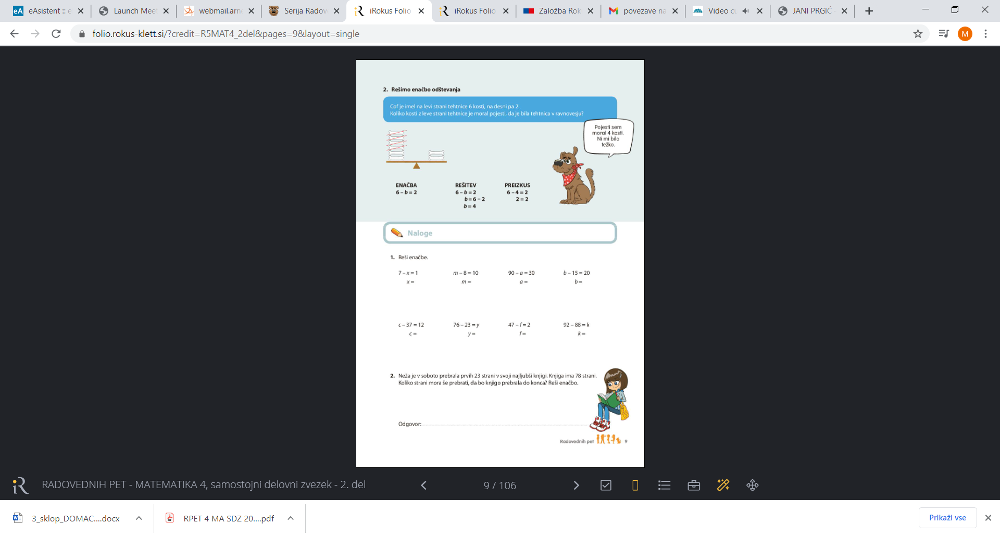 eAsistent :: e
Launch Mee
webmail.arn
Serija Radov
iRokus Folio
iRokus Folio
Založba Rok
povezave na
Video cu
JANI PRGIĆ -
folio.rokus-klett.si/?credit=R5MAT4_2del&pages=9&layout=single
M
2. Rešimo enačbo odštevanja
Cof je imel na levi strani tehtnice 6 kosti, na desni pa 2.
Koliko kosti z leve strani tehtnice je moral pojesti, da je bila tehtnica v ravnovesju?
Pojesti sem
moral 4 kosti.
Ni mi bilo
težko.
ENAČBA REŠITEV PREIZKUS
6 – b = 2 6 – b = 2 6 – 4 = 2
b = 6 – 2 2 = 2
b = 4
Naloge
1. Reši enačbe.
7 – x = 1 m – 8 = 10 90 – a = 30 b – 15 = 20
x = m = a = b =
c – 37 = 12 76 – 23 = y 47 – f = 2 92 – 88 = k
c = y = f = k =
2. Neža je v soboto prebrala prvih 23 strani v svoji najljubši knjigi. Knjiga ima 78 strani.
Koliko strani mora še prebrati, da bo knjigo prebrala do konca? Reši enačbo.
Odgovor:
Radovednih pet 9
iR RADOVEDNIH PET - MATEMATIKA 4, samostojni delovni zvezek - 2. del 9 / 106
3_sklop_DOMAC....docx RPET 4 MA SDZ 20....pdf Prikaži vse